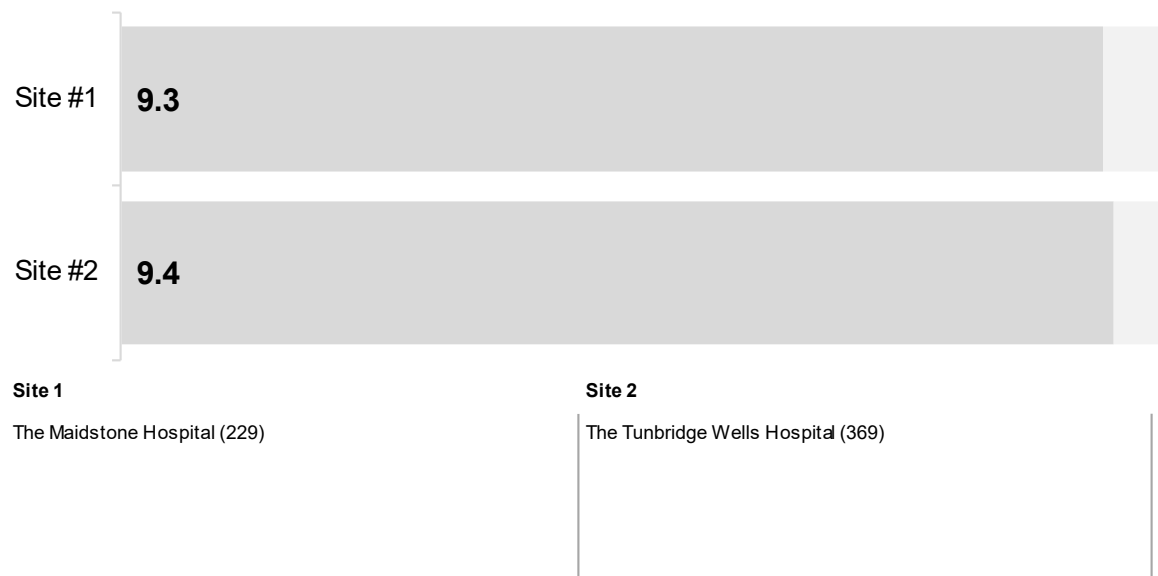 Site #1
9.3
Site #2
9.4
Site 1
The Maidstone Hospital (229)
Site 2
The Tunbridge Wells Hospital (369)